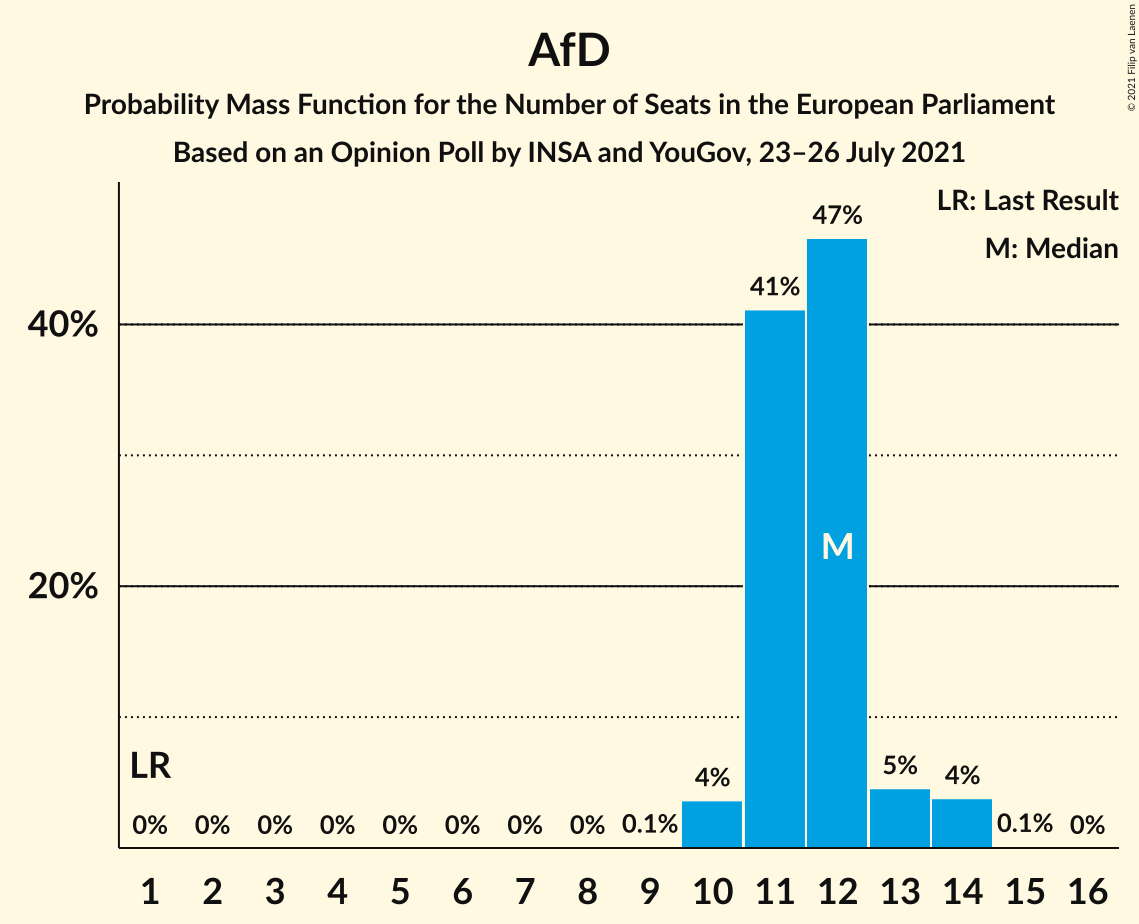 AfD
Probability Mass Function for the Number of Seats in the European Parliament
Based on an Opinion Poll by INSA and YouGov, 23–26 July 2021
© 2021 Filip van Laenen
LR: Last Result
M: Median
47%
41%
40%
M
20%
LR
0% 0% 0% 0% 0% 0% 0% 0% 0.1% 4% 5% 4% 0.1% 0%
1 2 3 4 5 6 7 8 9 10 11 12 13 14 15 16